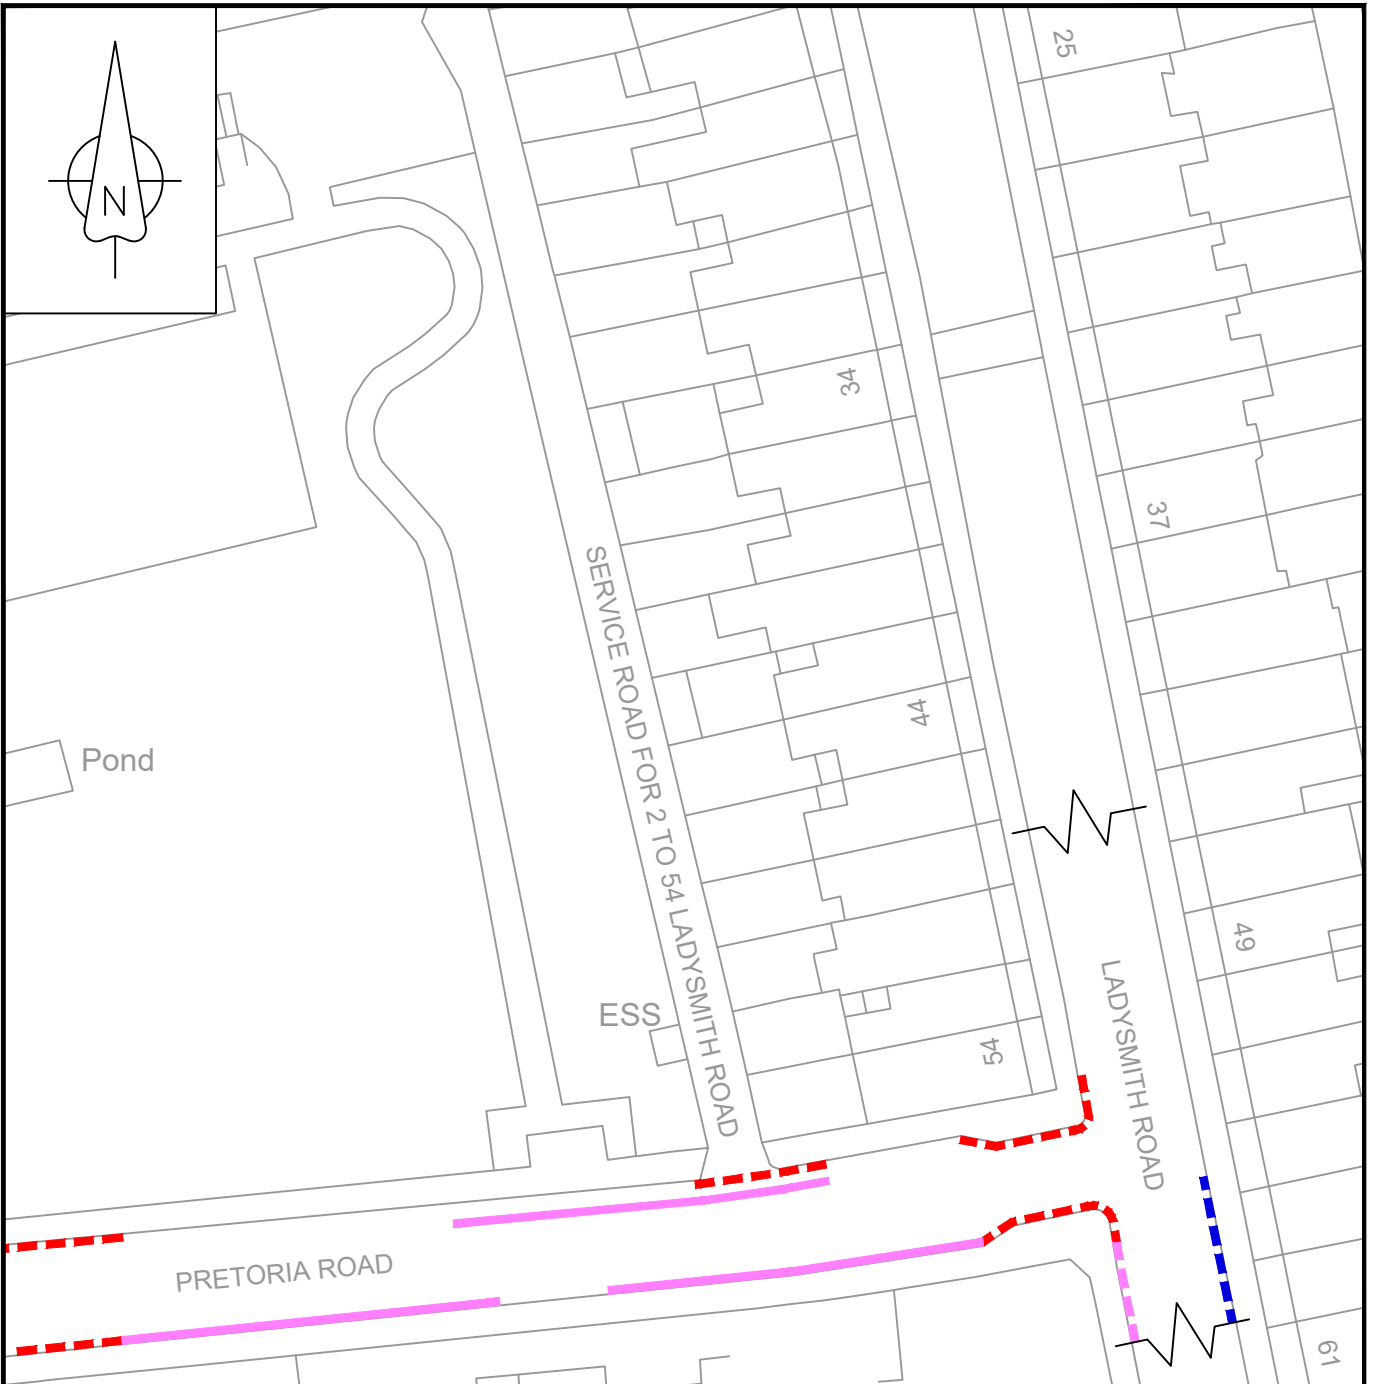 N
25
34
37
SERVICE ROAD FOR 2 TO 54 LADYSMITH ROAD
44
Pond
49
ESS
LADYSMITH ROAD
54
PRETORIA ROAD
61